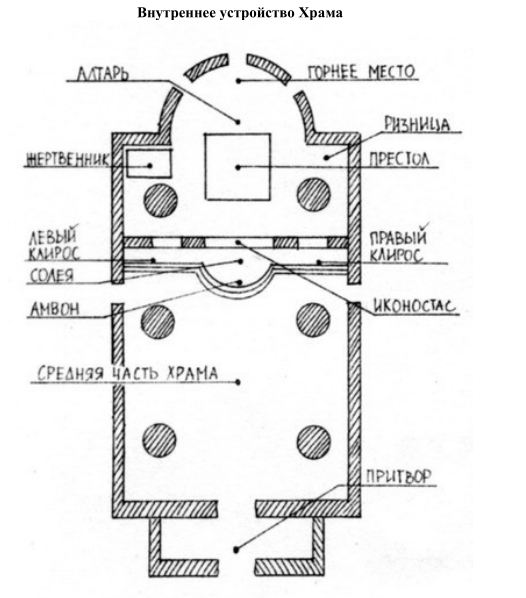 Внутреннее устройство Храма
АЛТАРЬ
ГОРНЕЕ МЕСТО
РИЗНИЦА
ЖЕРТВЕННИК
ПРЕСТОЛ
ЛЕВЫЙ
КЛИРОС
ПРАВЫЙ
КЛИРОС
СОЛЕЯ
АМВОН
ИКОНОСТАС
СРЕДНЯЯ ЧАСТЬ ХРАМА
ПРИТВОР